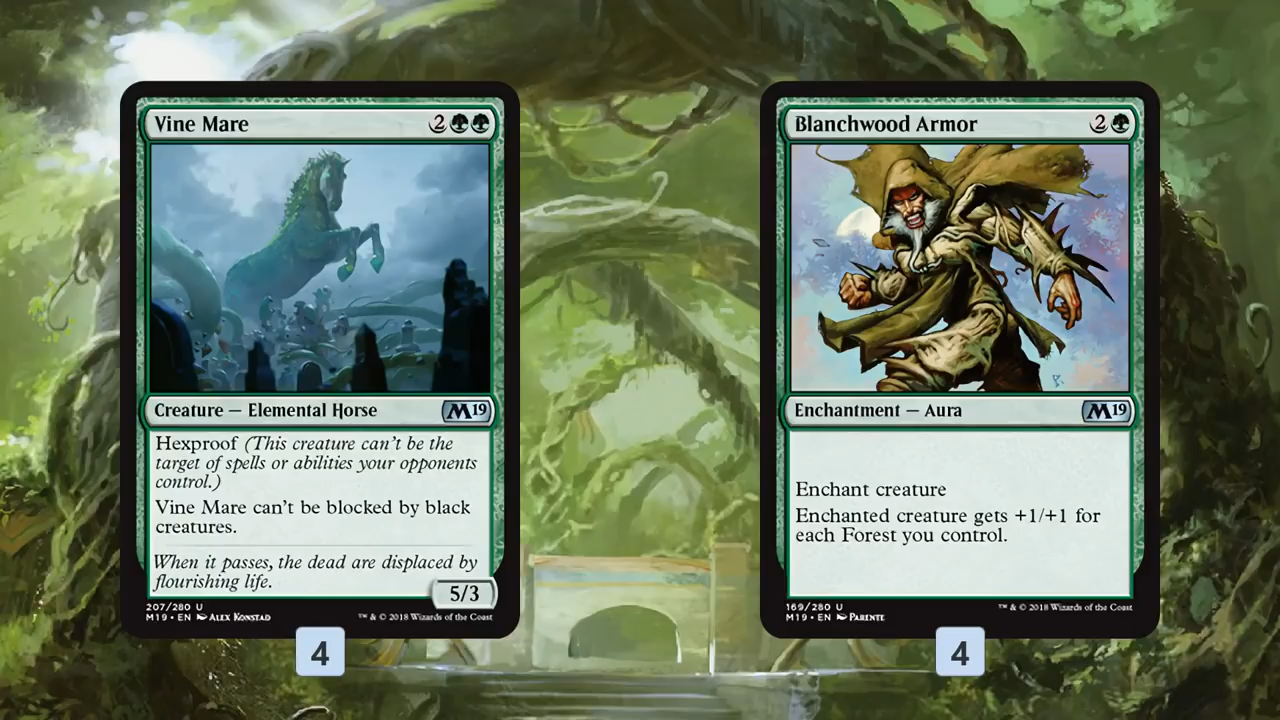 Vine Mare 2
Creature — Elemental Horse M19
Hexproof (This creature can't be the
target of spells or abilities your opponents
control.)
Vine Mare can't be blocked by black
creatures.
When it passes, the dead are displaced by
flourishing life.
5/3
207/280 U
M19 • EN Alex Konstad ™ & © 2018 Wizards of the Coast
4
Blanchwood Armor 2
Enchantment — Aura M19
Enchant creature
Enchanted creature gets +1/+1 for
each Forest you control.
169/280 U ™ & © 2018 Wizards of the Coast
M19 • EN Parente
4